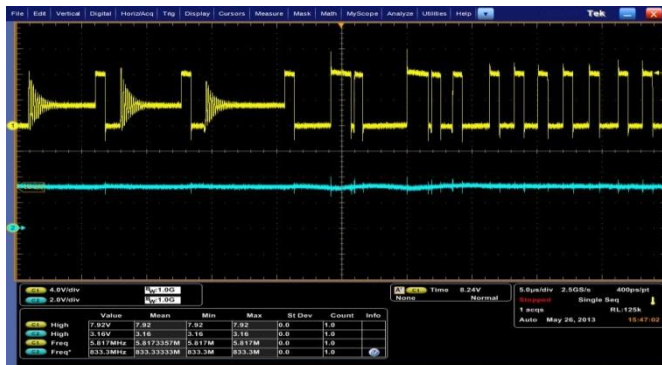 File Edit Vertical Digital Horiz/Acq Trig Display Cursors Measure Mask Math MyScope Analyze Utilities Help Tek
1
2
C1 4.0V/div BW:1.0G
C2 2.0V/div BW:1.0G
A' C1 Time 8.24V
None Normal
5.0µs/div 2.5GS/s 400ps/pt
Stopped Single Seq
1 acqs RL:125k
Auto May 26, 2013 15:47:02
Value Mean Min Max St Dev Count Info
C1 High 7.92V 7.92 7.92 7.92 0.0 1.0
C2 High 3.16V 3.16 3.16 3.16 0.0 1.0
C1 Freq 5.817MHz 5.8173357M 5.817M 5.817M 0.0 1.0
C2 Freq* 833.3MHz 833.33333M 833.3M 833.3M 0.0 1.0